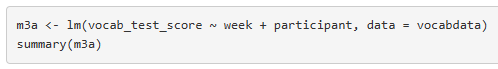 m3a <- lm(vocab_test_score ~ week + participant, data = vocabdata)
summary(m3a)